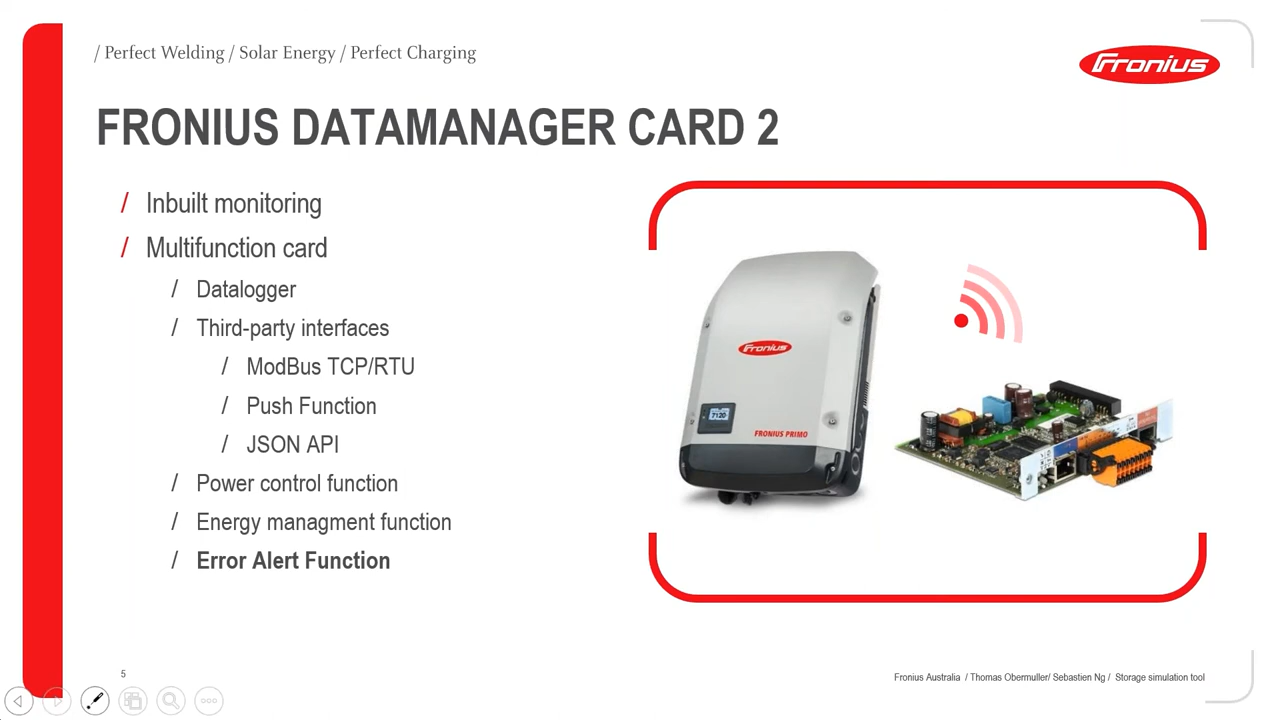 / Perfect Welding / Solar Energy / Perfect Charging
Fronius
FRONIUS DATAMANAGER CARD 2
/ Inbuilt monitoring
/ Multifunction card
/ Datalogger
/ Third-party interfaces
/ ModBus TCP/RTU
/ Push Function
/ JSON API
/ Power control function
/ Energy managment function
/ Error Alert Function
Fronius
7120
FRONIUS PRIMO
5
Fronius Australia / Thomas Obermuller/ Sebastien Ng / Storage simulation tool